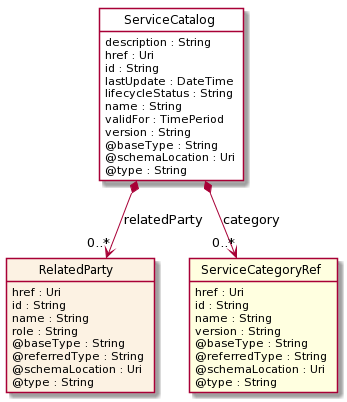 ServiceCatalog
description : String
href : Uri
id : String
lastUpdate : DateTime
lifecycleStatus : String
name : String
validFor : TimePeriod
version : String
@baseType : String
@schemaLocation : Uri
@type : String
relatedParty
category
0..*
0..*
RelatedParty
href : Uri
id : String
name : String
role : String
@baseType : String
@referredType : String
@schemaLocation : Uri
@type : String
ServiceCategoryRef
href : Uri
id : String
name : String
version : String
@baseType : String
@referredType : String
@schemaLocation : Uri
@type : String